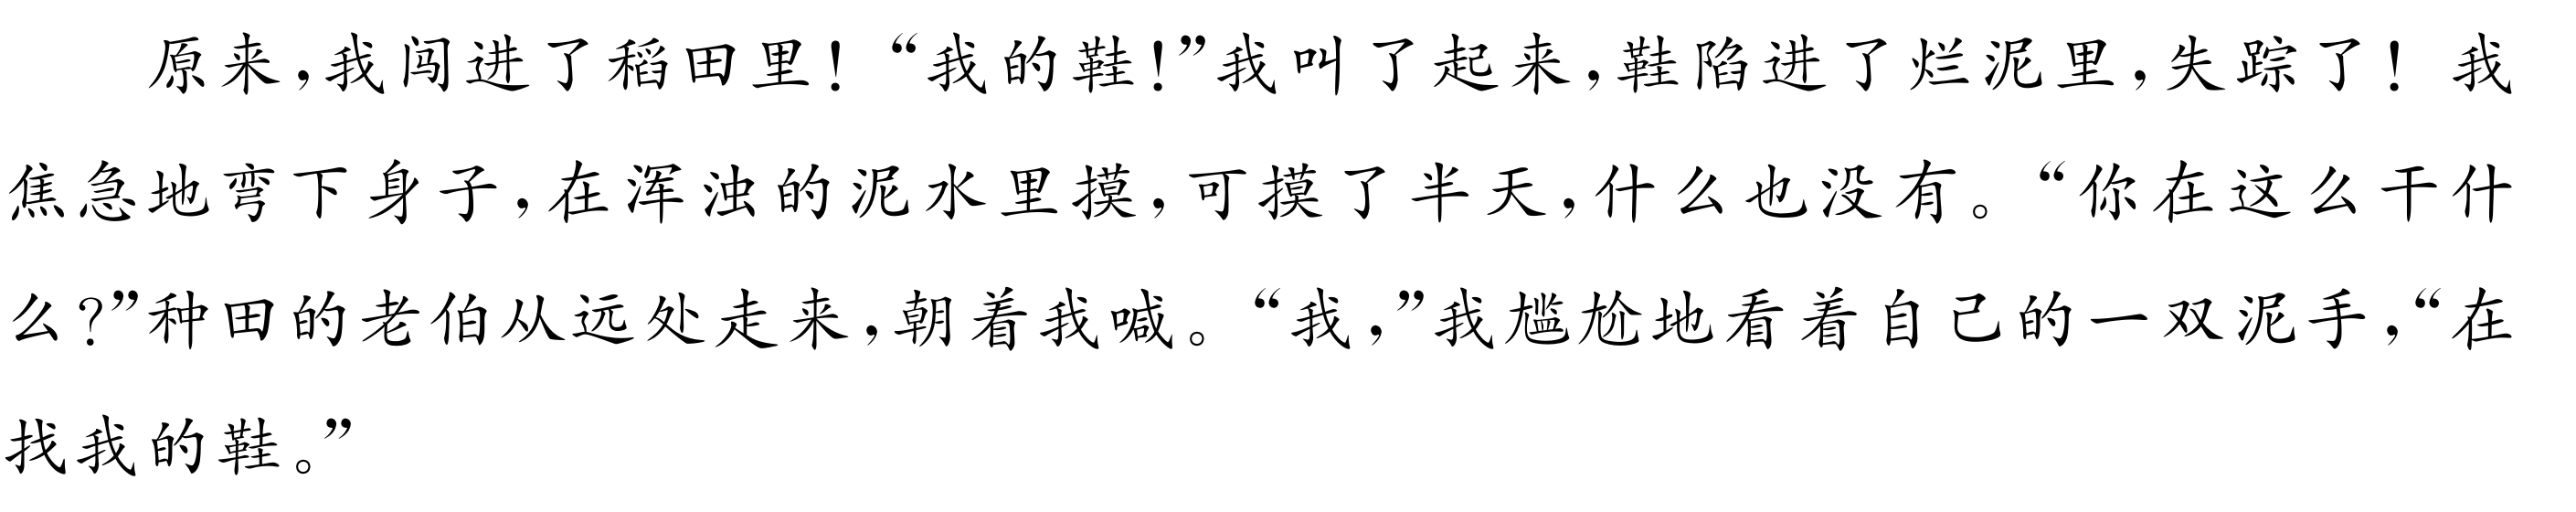 原来，我闯进了稻田里！“我的鞋！”我叫了起来，鞋陷进了烂泥里，失踪了！我
焦急地弯下身子，在浑浊的泥水里摸，可摸了半天，什么也没有。“你在这么干什
么？”种田的老伯从远处走来，朝着我喊。“我，”我尴尬地看着自己的一双泥手，“在
找我的鞋。”